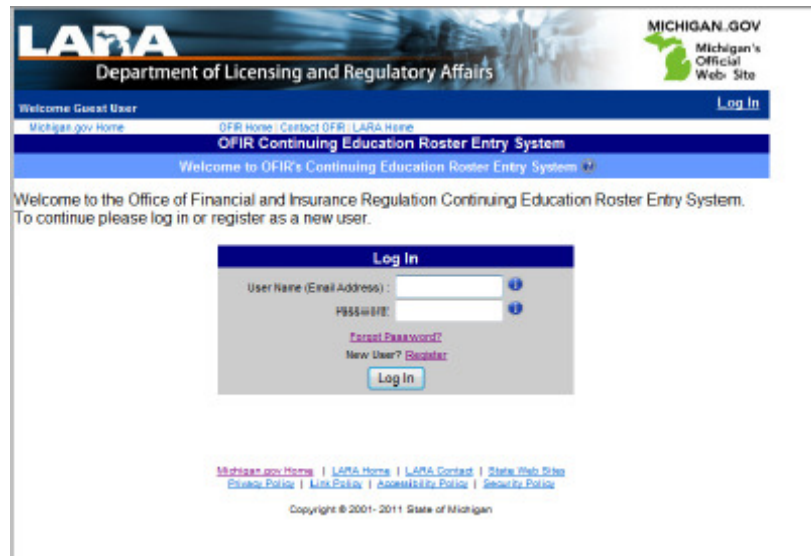 LARA
Department of Licensing and Regulatory Affairs
MICHIGAN.GOV
Michigan's
Official
Web Site
Welcome Guest User
Log In
Michigan.gov Home
OFIR Home | Contact OFIR | LARA Home
OFIR Continuing Education Roster Entry System
Welcome to OFIR's Continuing Education Roster Entry System
Welcome to the Office of Financial and Insurance Regulation Continuing Education Roster Entry System.
To continue please log in or register as a new user.
Log In
User Name (Email Address) :
Password:
Forgot Password?
New User? Register
Log In
Michigan.gov Home | LARA Home | LARA Contact | State Web Sites
Privacy Policy | Link Policy | Accessibility Policy | Security Policy
Copyright © 2001- 2011 State of Michigan